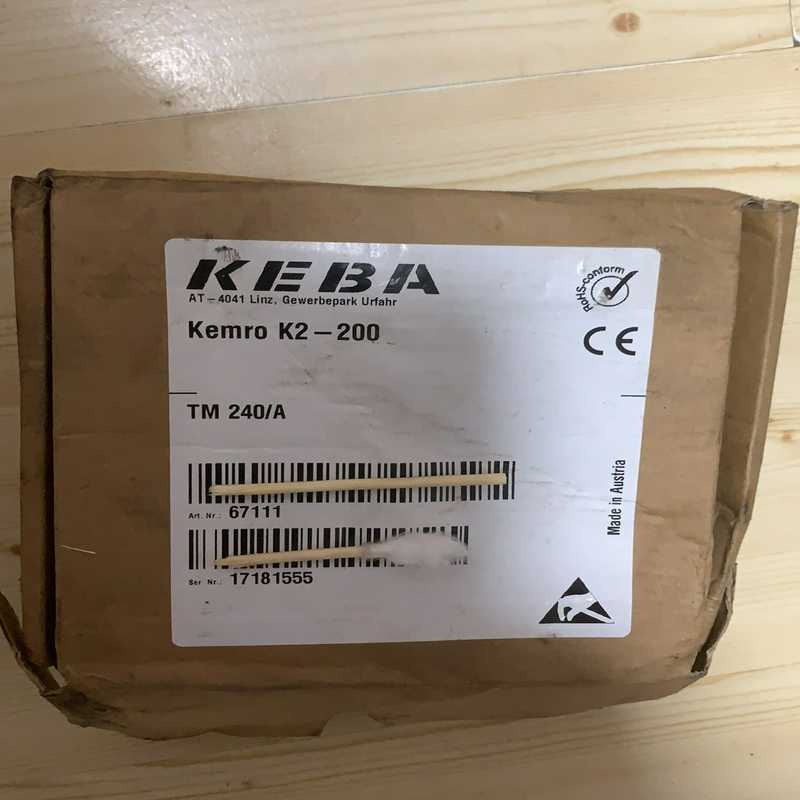 KEBA
AT-4041 Linz, Gewerbepark Urfahr
RoHS-conform
CE
Kemro K2-200
TM 240/A
Art. Nr.: 67111
Ser Nr.: 17181555
Made in Austria